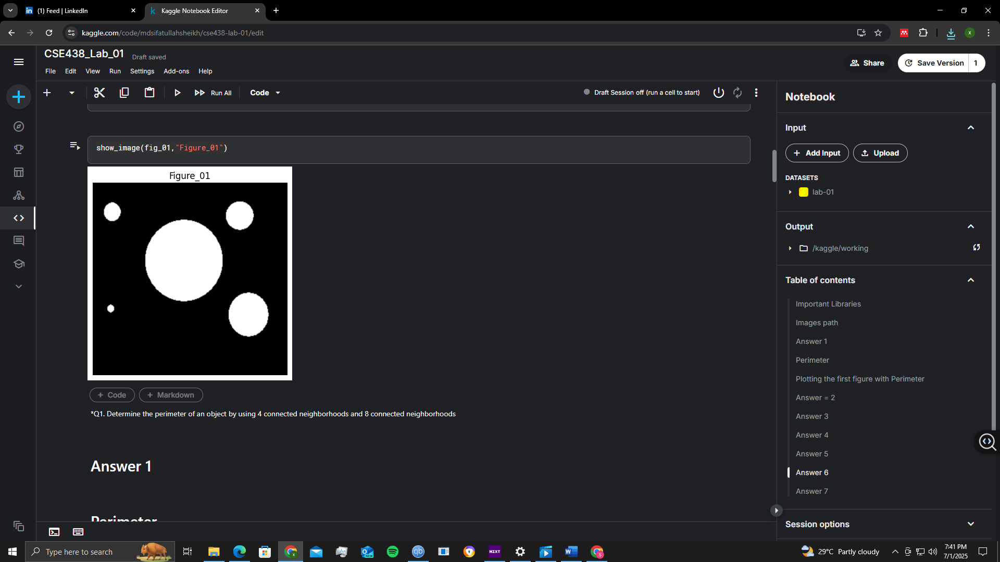 (1) Feed | LinkedIn
Kaggle Notebook Editor
kaggle.com/code/mdsifatullahsheikh/cse438-lab-01/edit
X
CSE438_Lab_01 Draft saved
File Edit View Run Settings Add-ons Help
Share
Save Version 1
Run All
Code
Draft Session off (run a cell to start)
show_image(fig_01,"Figure_01")
Figure_01
+ Code
+ Markdown
*Q1. Determine the perimeter of an object by using 4 connected neighborhoods and 8 connected neighborhoods
Answer 1
Perimeter
Notebook
Input
+ Add Input
Upload
DATASETS
lab-01
Output
/kaggle/working
Table of contents
Important Libraries
Images path
Answer 1
Perimeter
Plotting the first figure with Perimeter
Answer = 2
Answer 3
Answer 4
Answer 5
Answer 6
Answer 7
Session options
Type here to search
NEW
qb
NZXT
W
S
29°C Partly cloudy
7:41 PM
7/1/2025